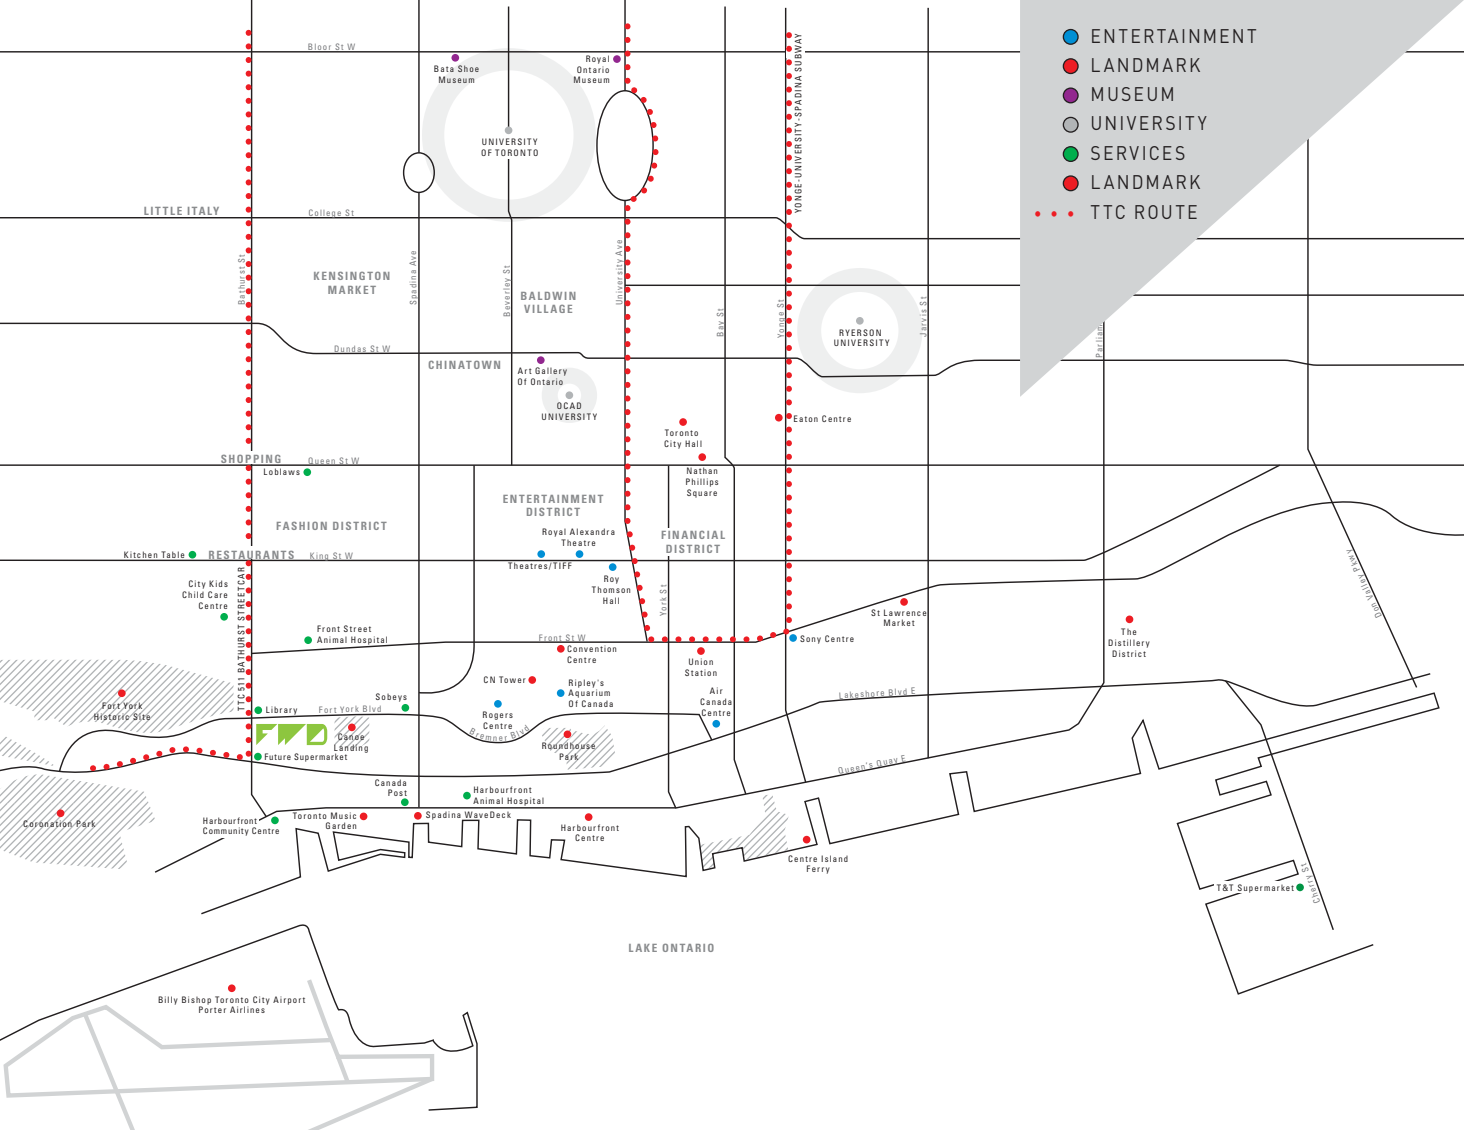 ENTERTAINMENT
LANDMARK
MUSEUM
UNIVERSITY
SERVICES
LANDMARK
TTC ROUTE
Bloor St W
Bata Shoe
Museum
Royal
Ontario
Museum
UNIVERSITY
OF TORONTO
YONGE-UNIVERSITY-SPADINA SUBWAY
LITTLE ITALY
College St
Bathurst St
KENSINGTON
MARKET
Spadina Ave
Beverley St
BALDWIN
VILLAGE
University Ave
Bay St
Yonge St
RYERSON
UNIVERSITY
Jarvis St
Dundas St W
CHINATOWN
Art Gallery
Of Ontario
OCAD
UNIVERSITY
Toronto
City Hall
Eaton Centre
SHOPPING
Queen St W
Loblaws
Nathan
Phillips
Square
ENTERTAINMENT
DISTRICT
FASHION DISTRICT
Royal Alexandra
Theatre
FINANCIAL
DISTRICT
Kitchen Table
RESTAURANTS
King St W
Theatres/TIFF
Roy
Thomson
Hall
York St
City Kids
Child Care
Centre
TTC 511 BATHURST STREETCAR
Front Street
Animal Hospital
Front St W
Convention
Centre
Sony Centre
St Lawrence
Market
The
Distillery
District
Don Valley Pkwy
Union
Station
CN Tower
Ripley's
Aquarium
Of Canada
Air
Canada
Centre
Lakeshore Blvd E
Fort York
Historic Site
Library
Sobeys
Fort York Blvd
Rogers
Centre
Bremner Blvd
FWD
Canoe
Landing
Roundhouse
Park
Future Supermarket
Queen's Quay E
Canada
Post
Harbourfront
Animal Hospital
Coronation Park
Harbourfront
Community Centre
Toronto Music
Garden
Spadina WaveDeck
Harbourfront
Centre
Centre Island
Ferry
T&T Supermarket
Cherry St
LAKE ONTARIO
Billy Bishop Toronto City Airport
Porter Airlines